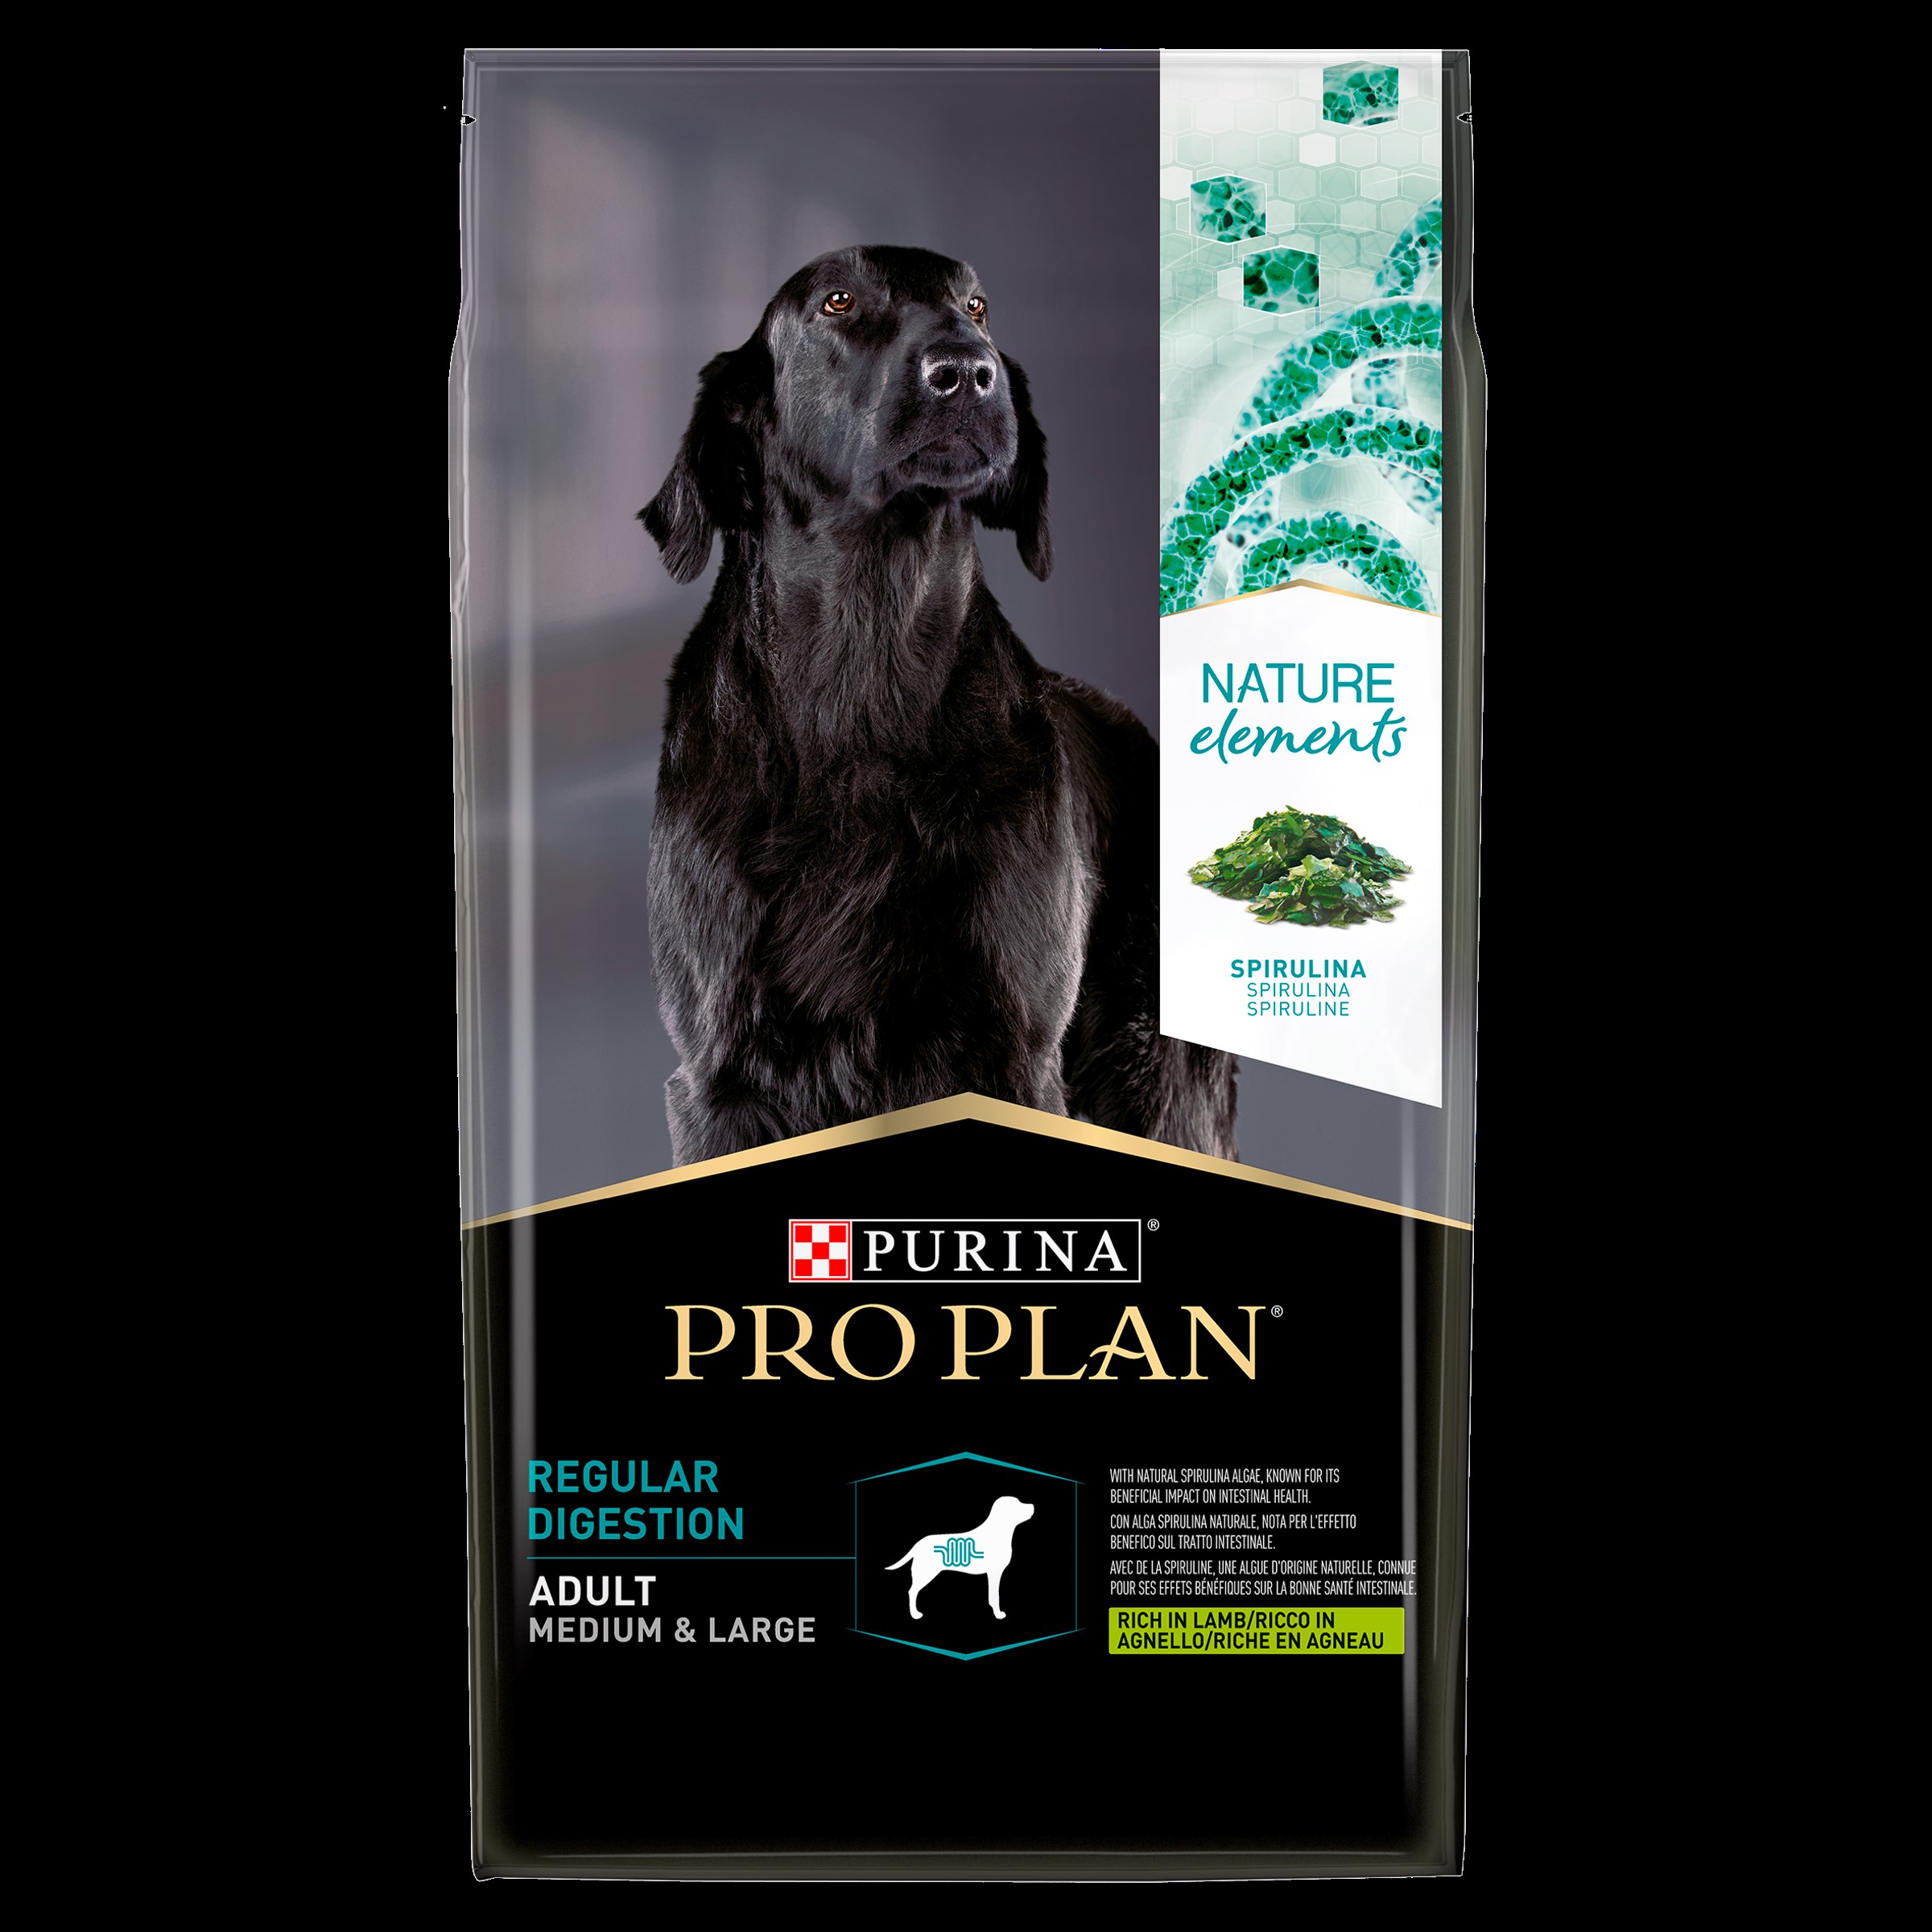 NATURE
elements
SPIRULINA
SPIRULINA
SPIRULINE
PURINA®
PRO PLAN®
REGULAR
DIGESTION
ADULT
MEDIUM & LARGE
WITH NATURAL SPIRULINA ALGAE, KNOWN FOR ITS
BENEFICIAL IMPACT ON INTESTINAL HEALTH.
CON ALGA SPIRULINA NATURALE, NOTA PER L'EFFETTO
BENEFICO SUL TRATTO INTESTINALE.
AVEC DE LA SPIRULINE, UNE ALGUE D'ORIGINE NATURELLE, CONNUE
POUR SES EFFETS BÉNÉFIQUES SUR LA BONNE SANTÉ INTESTINALE.
RICH IN LAMB/RICCO IN
AGNELLO/RICHE EN AGNEAU